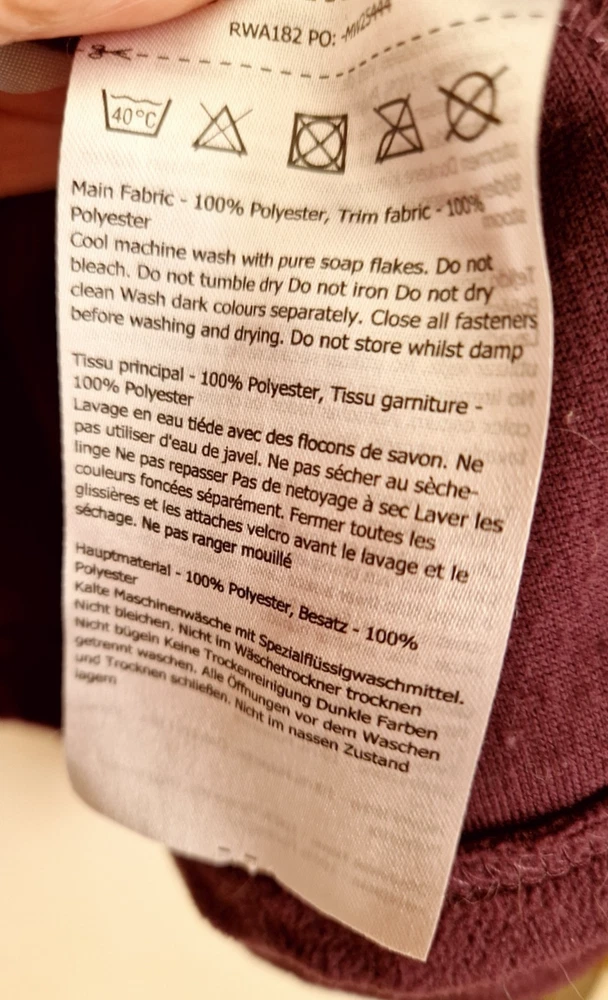 RWA182 PO:
40°C
Main Fabric - 100% Polyester, Trim fabric - 100%
Polyester
Cool machine wash with pure soap flakes. Do not
bleach. Do not tumble dry Do not iron Do not dry
clean Wash dark colours separately. Close all fasteners
before washing and drying. Do not store whilst damp
Tissu principal - 100% Polyester, Tissu garniture -
100% Polyester
Lavage en eau tiéde avec des flocons de savon. Ne
pas utiliser d'eau de javel. Ne pas sécher au sèche-
linge Ne pas repasser Pas de netoyage à sec Laver les
couleurs foncées séparément. Fermer toutes les
glissières et les attaches velcro avant le lavage et le
séchage. Ne pas ranger mouillé
Hauptmaterial - 100% Polyester, Besatz - 100%
Polyester
Kalte Maschinenwäsche mit Spezialflüssigwaschmittel.
Nicht bleichen. Nicht im Wäschetrockner trocknen
Nicht bügeln Keine Trockenreinigung Dunkle Farben
getrennt waschen. Alle Öffnungen vor dem Waschen
und Trocknen schließen. Nicht im nassen Zustand
lagern